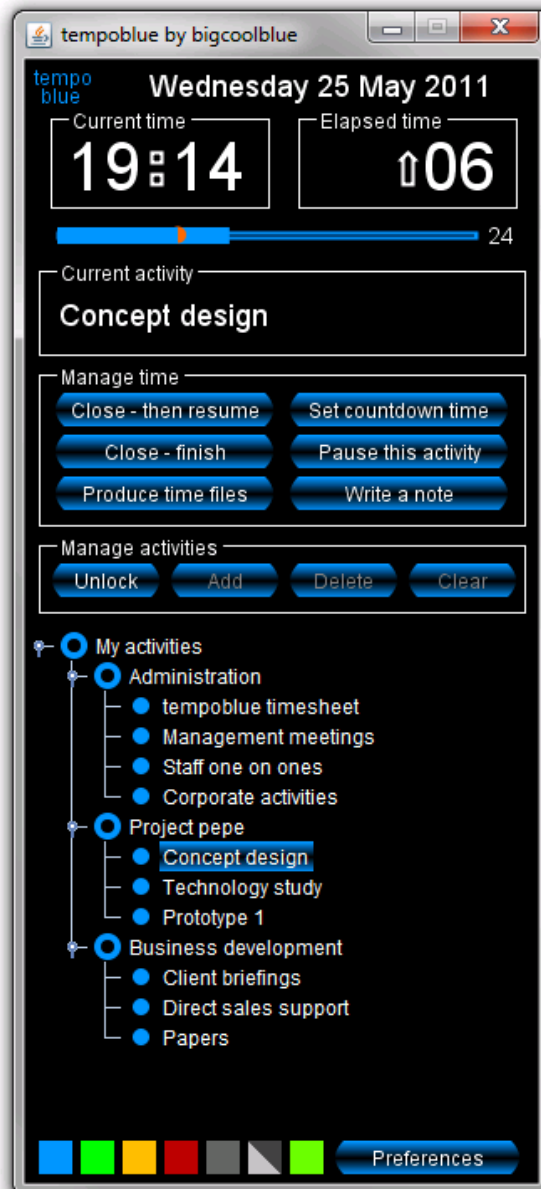 tempoblue by bigcoolblue
tempo
blue
Wednesday 25 May 2011
Current time
Elapsed time
19:14
⇧06
24
Current activity
Concept design
Manage time
Close - then resume
Set countdown time
Close - finish
Pause this activity
Produce time files
Write a note
Manage activities
Unlock
Add
Delete
Clear
My activities
Administration
tempoblue timesheet
Management meetings
Staff one on ones
Corporate activities
Project pepe
Concept design
Technology study
Prototype 1
Business development
Client briefings
Direct sales support
Papers
Preferences